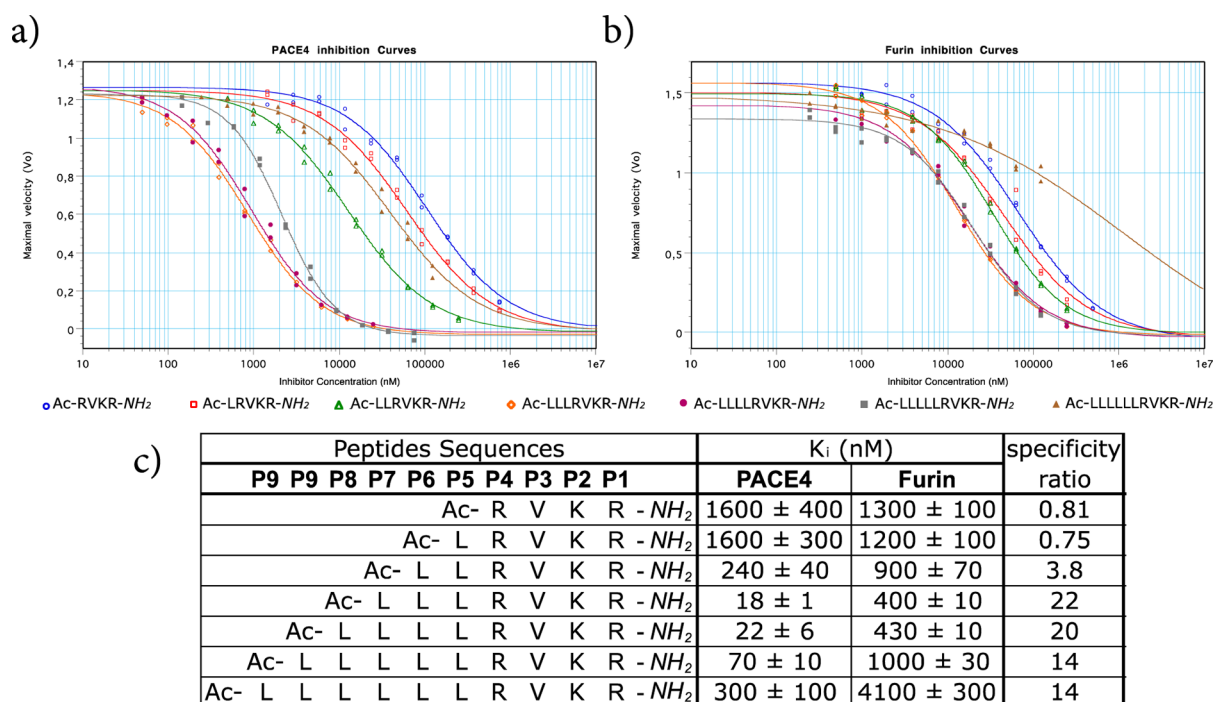 a)
PACE4 inhibition Curves
Maximal velocity (Vo)
1,4
1,2
1
0,8
0,6
0,4
0,2
0
10 100 1000 10000 100000 1e6 1e7
Inhibitor Concentration (nM)
b)
Furin inhibition Curves
Maximal velocity (Vo)
1,5
1
0,5
0
10 100 1000 10000 100000 1e6 1e7
Inhibitor Concentration (nM)
Ac-RVKR-NH2 Ac-LRVKR-NH2 Ac-LLRVKR-NH2 Ac-LLLRVKR-NH2 Ac-LLLLRVKR-NH2 Ac-LLLLLRVKR-NH2 Ac-LLLLLLRVKR-NH2
c)
Peptides Sequences Ki (nM) specificity
P9 P9 P8 P7 P6 P5 P4 P3 P2 P1 PACE4 Furin ratio
Ac- R V K R - NH2 1600 ± 400 1300 ± 100 0.81
Ac- L R V K R - NH2 1600 ± 300 1200 ± 100 0.75
Ac- L L R V K R - NH2 240 ± 40 900 ± 70 3.8
Ac- L L L R V K R - NH2 18 ± 1 400 ± 10 22
Ac- L L L L R V K R - NH2 22 ± 6 430 ± 10 20
Ac- L L L L L R V K R - NH2 70 ± 10 1000 ± 30 14
Ac- L L L L L L R V K R - NH2 300 ± 100 4100 ± 300 14